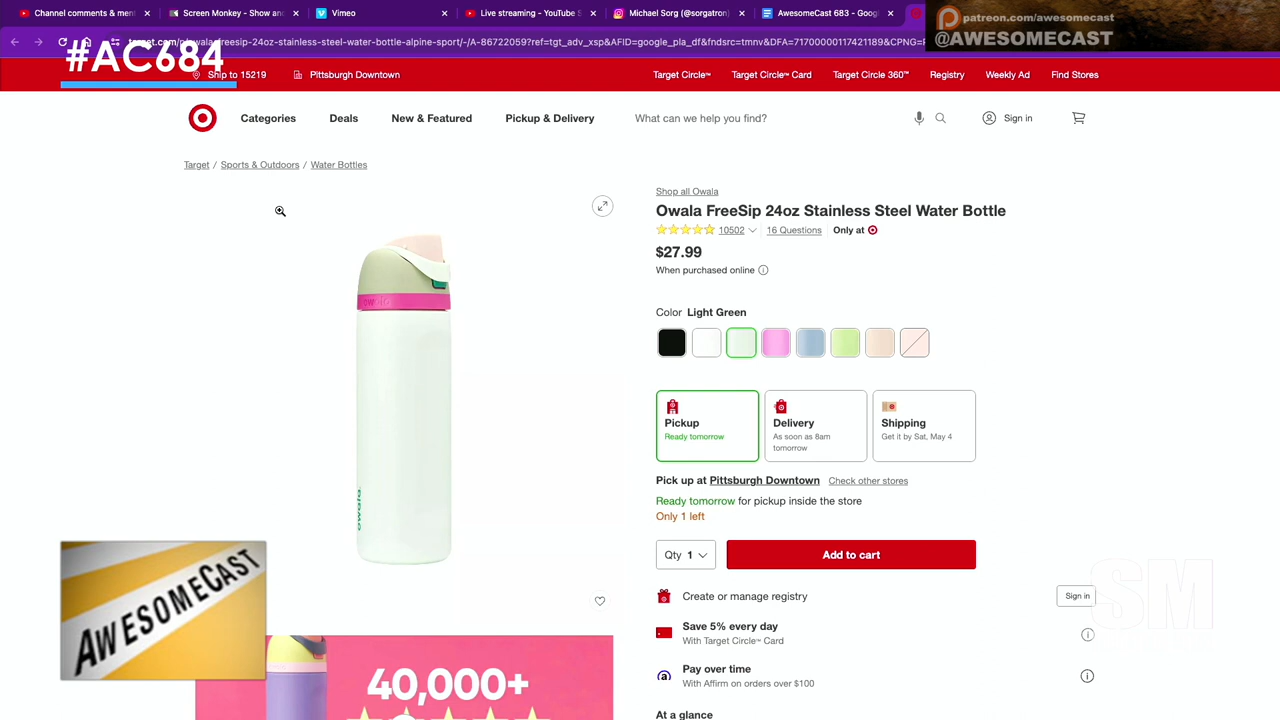 Channel comments & ment
Screen Monkey - Show and
Vimeo
Live streaming - YouTube S
Michael Sorg (@sorgatron)
AwesomeCast 683 - Goog
patreon.com/awesomecast
@AWESOMECAST
#AC684
Ship to 15219
Pittsburgh Downtown
Target Circle™
Target Circle™ Card
Target Circle 360™
Registry
Weekly Ad
Find Stores
Categories
Deals
New & Featured
Pickup & Delivery
What can we help you find?
Sign in
Target / Sports & Outdoors / Water Bottles
Shop all Owala
Owala FreeSip 24oz Stainless Steel Water Bottle
10502
16 Questions
Only at
$27.99
When purchased online
Color Light Green
owala
Pickup
Ready tomorrow
Delivery
As soon as 8am
tomorrow
Shipping
Get it by Sat, May 4
Pick up at Pittsburgh Downtown
Check other stores
Ready tomorrow for pickup inside the store
Only 1 left
owala
Qty 1
Add to cart
AWESOMECAST
Create or manage registry
Sign in
SM
Save 5% every day
With Target Circle™ Card
Pay over time
With Affirm on orders over $100
40,000+
At a glance